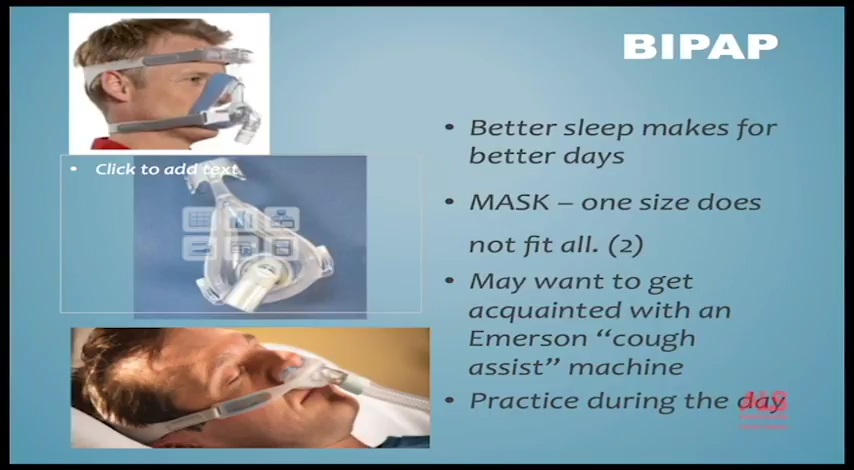 BIPAP
• Better sleep makes for
better days
• MASK – one size does
not fit all. (2)
• May want to get
acquainted with an
Emerson “cough
assist” machine
• Practice during the day
• Click to add text
ALS